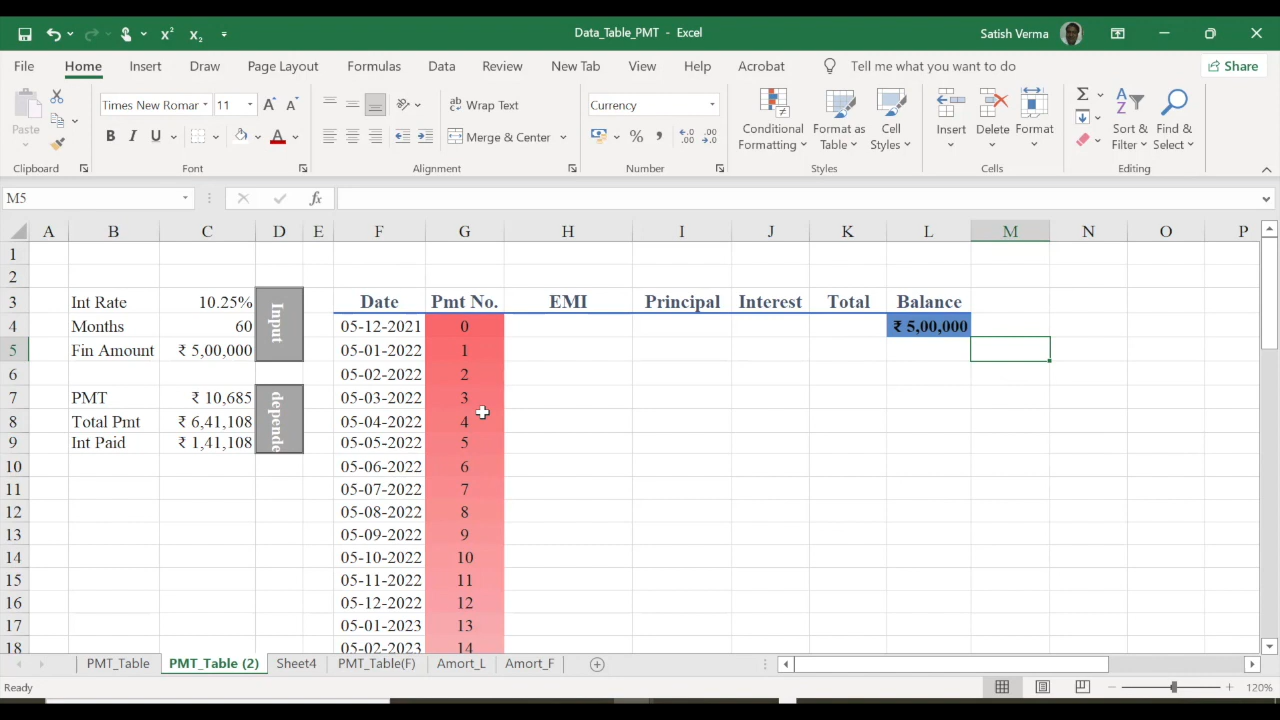 Data_Table_PMT - Excel
Satish Verma
File Home Insert Draw Page Layout Formulas Data Review New Tab View Help Acrobat Tell me what you want to do Share
Paste
Times New Romar 11
B I U A
Wrap Text
Merge & Center
Currency
Conditional Formatting
Format as Table
Cell Styles
Insert Delete Format
Sort & Filter
Find & Select
Clipboard Font Alignment Number Styles Cells Editing
M5 fx
A B C D E F G H I J K L M N O P
1
2
3 Int Rate 10.25% Input Date Pmt No. EMI Principal Interest Total Balance
4 Months 60 05-12-2021 0 ₹ 5,00,000
5 Fin Amount ₹ 5,00,000 05-01-2022 1
6 05-02-2022 2
7 PMT ₹ 10,685 depende 05-03-2022 3
8 Total Pmt ₹ 6,41,108 05-04-2022 4
9 Int Paid ₹ 1,41,108 05-05-2022 5
10 05-06-2022 6
11 05-07-2022 7
12 05-08-2022 8
13 05-09-2022 9
14 05-10-2022 10
15 05-11-2022 11
16 05-12-2022 12
17 05-01-2023 13
18 05-02-2023 14
PMT_Table PMT_Table (2) Sheet4 PMT_Table(F) Amort_L Amort_F
Ready 120%